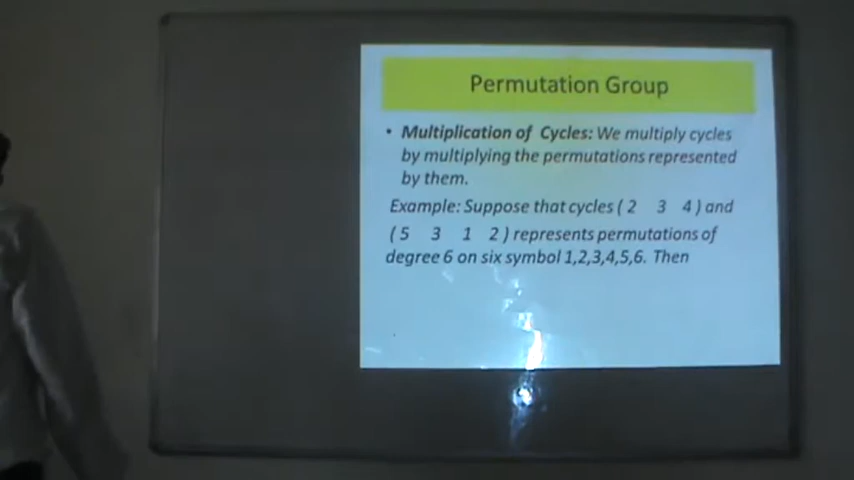 Permutation Group
• Multiplication of Cycles: We multiply cycles
by multiplying the permutations represented
by them.
Example: Suppose that cycles ( 2 3 4 ) and
( 5 3 1 2 ) represents permutations of
degree 6 on six symbol 1,2,3,4,5,6. Then